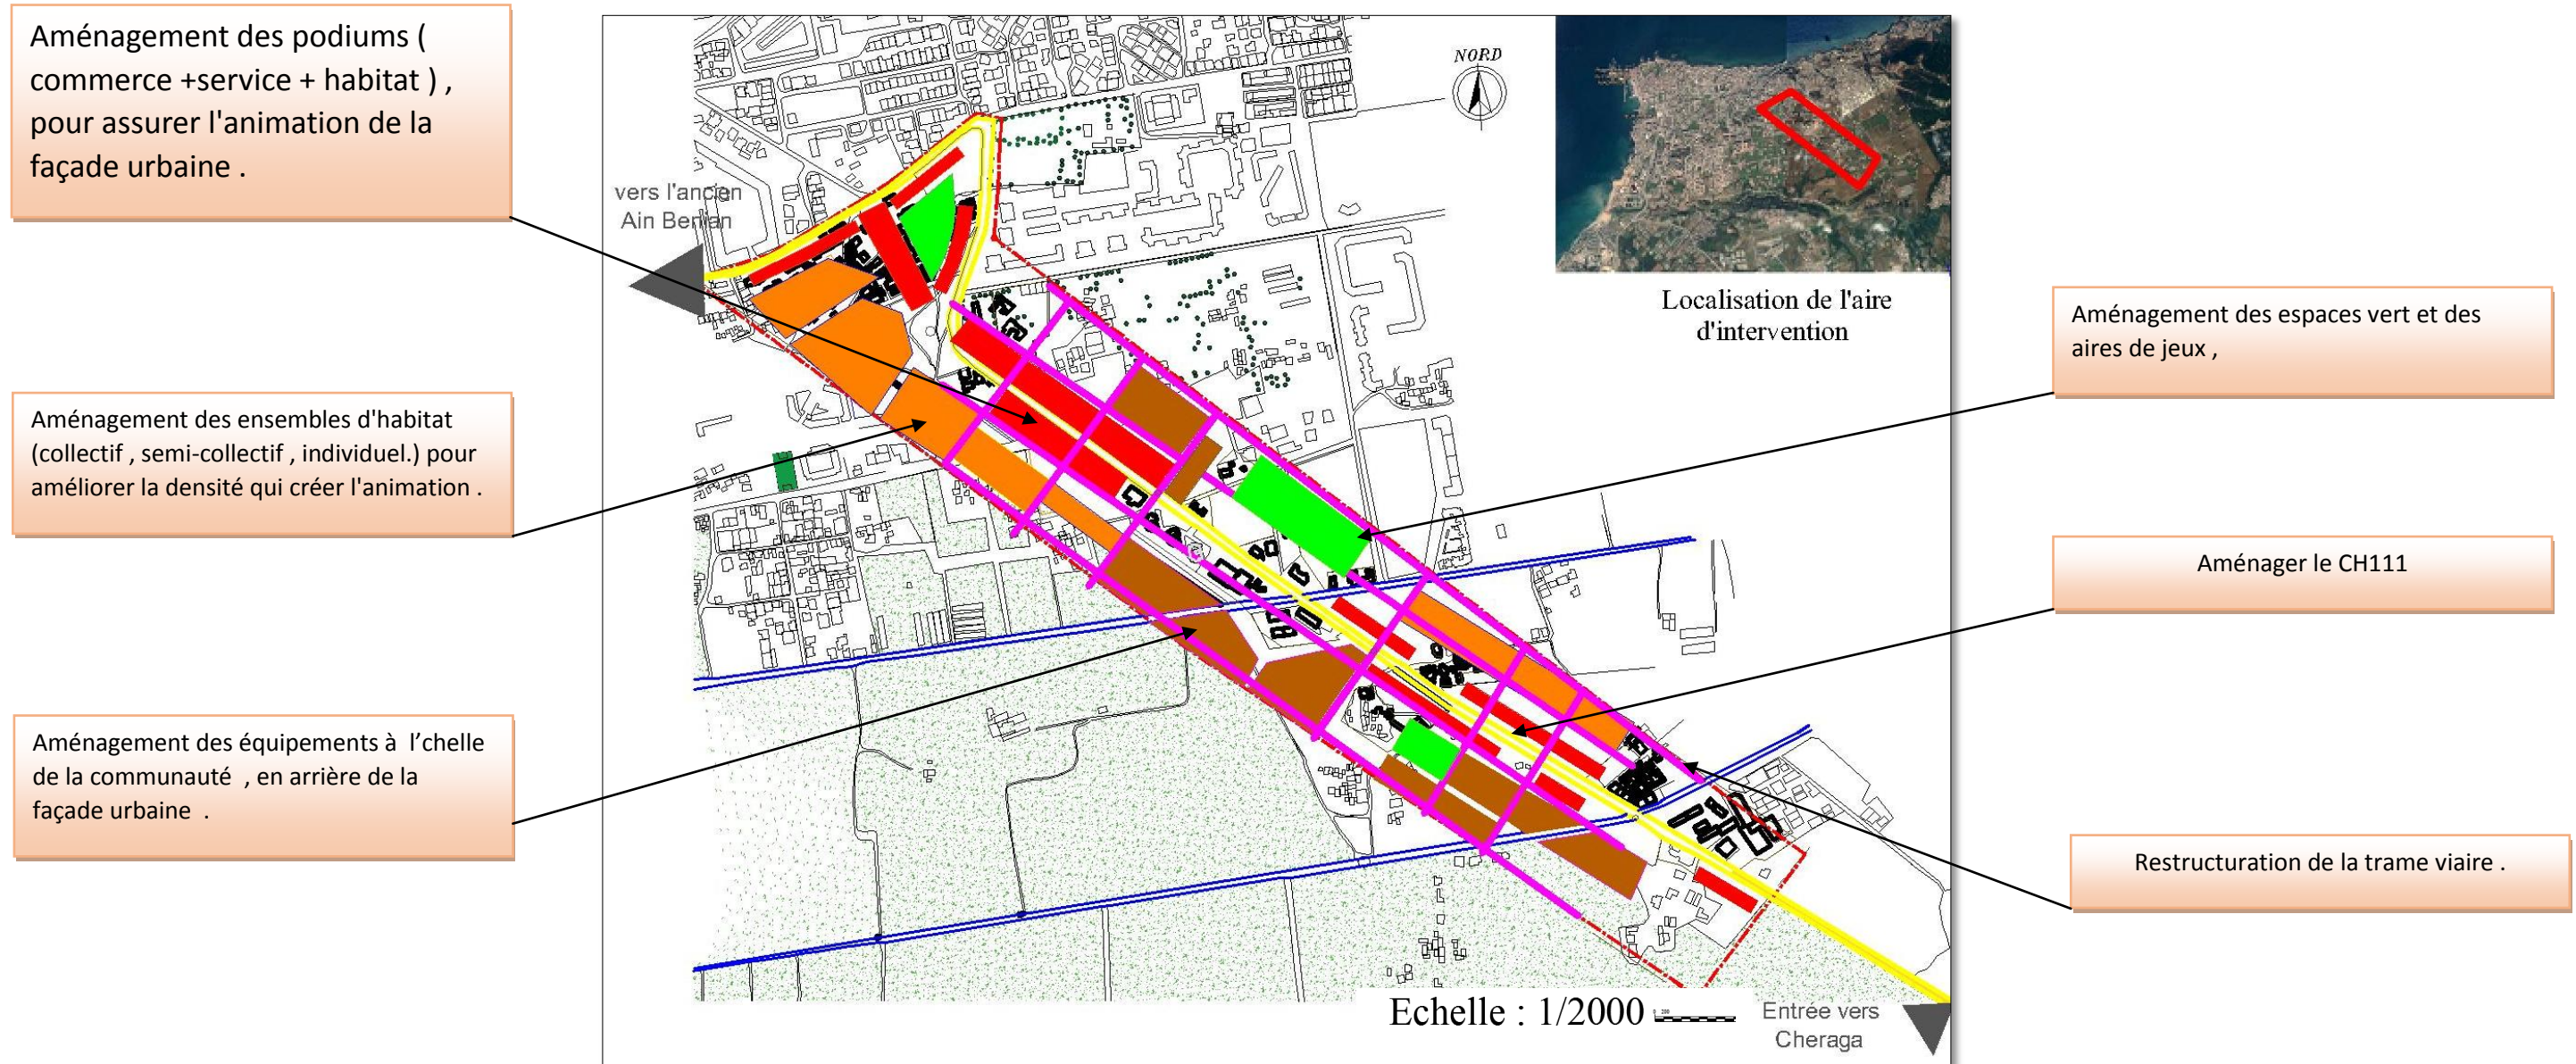 Aménagement des podiums (
commerce +service + habitat ) ,
pour assurer l'animation de la
façade urbaine .
Aménagement des ensembles d'habitat
(collectif , semi-collectif , individuel.) pour
améliorer la densité qui créer l'animation .
Aménagement des équipements à l’chelle
de la communauté , en arrière de la
façade urbaine .
vers l'ancien
Ain Benian
NORD
Localisation de l'aire
d'intervention
Aménagement des espaces vert et des
aires de jeux ,
Aménager le CH111
Restructuration de la trame viaire .
Echelle : 1/2000
Entrée vers
Cheraga